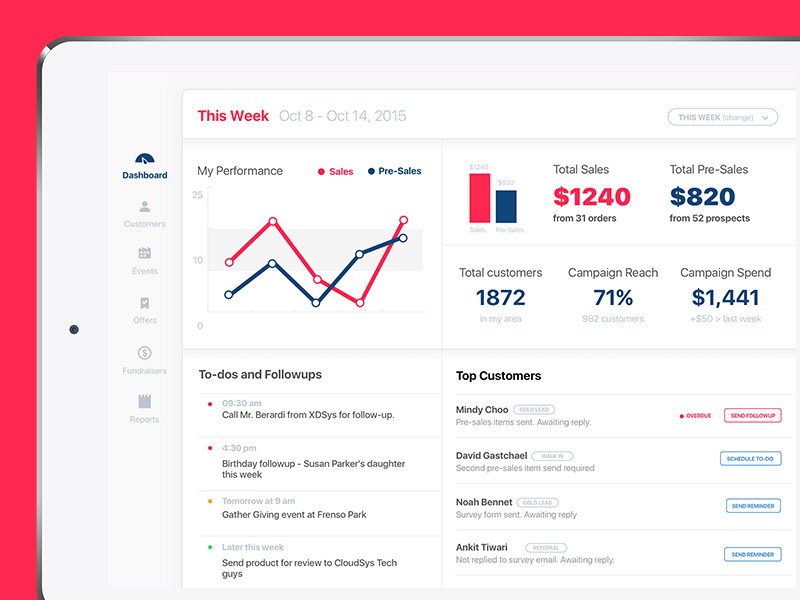 This Week Oct 8 - Oct 14, 2015
THIS WEEK (change)
Dashboard
Customers
Events
Offers
Fundraisers
Reports
My Performance
Sales
Pre-Sales
25
10
0
$1240
$820
Sales
Pre-Sales
Total Sales
$1240
from 31 orders
Total Pre-Sales
$820
from 52 prospects
Total customers
1872
in my area
Campaign Reach
71%
982 customers
Campaign Spend
$1,441
+$50 > last week
To-dos and Followups
09:30 am
Call Mr. Berardi from XDSys for follow-up.
4:30 pm
Birthday followup - Susan Parker's daughter
this week
Tomorrow at 9 am
Gather Giving event at Frenso Park
Later this week
Send product for review to CloudSys Tech
guys
Top Customers
Mindy Choo COLD LEAD
Pre-sales items sent. Awaiting reply.
OVERDUE
SEND FOLLOWUP
David Gastchael WALK IN
Second pre-sales item send required
SCHEDULE TO-DO
Noah Bennet COLD LEAD
Survey form sent. Awaiting reply
SEND REMINDER
Ankit Tiwari REFERRAL
Not replied to survey email. Awaiting reply.
SEND REMINDER